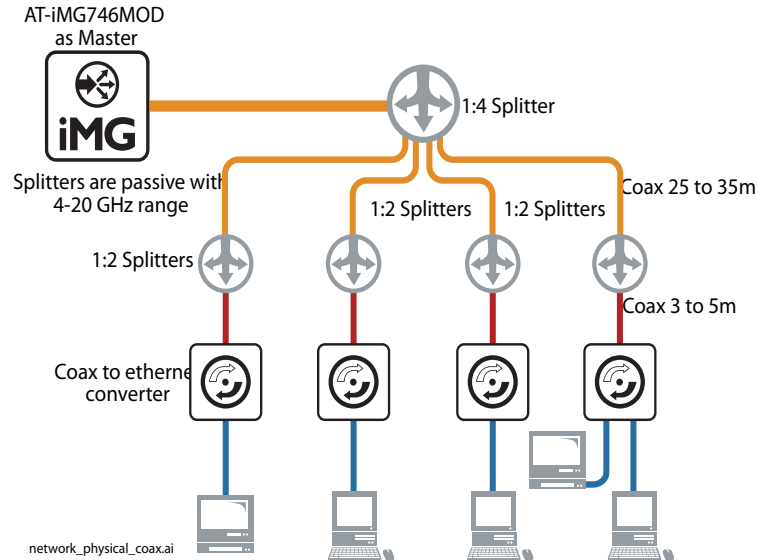 AT-iMG746MOD
as Master
iMG
1:4 Splitter
Splitters are passive with
4-20 GHz range
Coax 25 to 35m
1:2 Splitters
1:2 Splitters
1:2 Splitters
Coax 3 to 5m
Coax to etherne
converter
network_physical_coax.ai